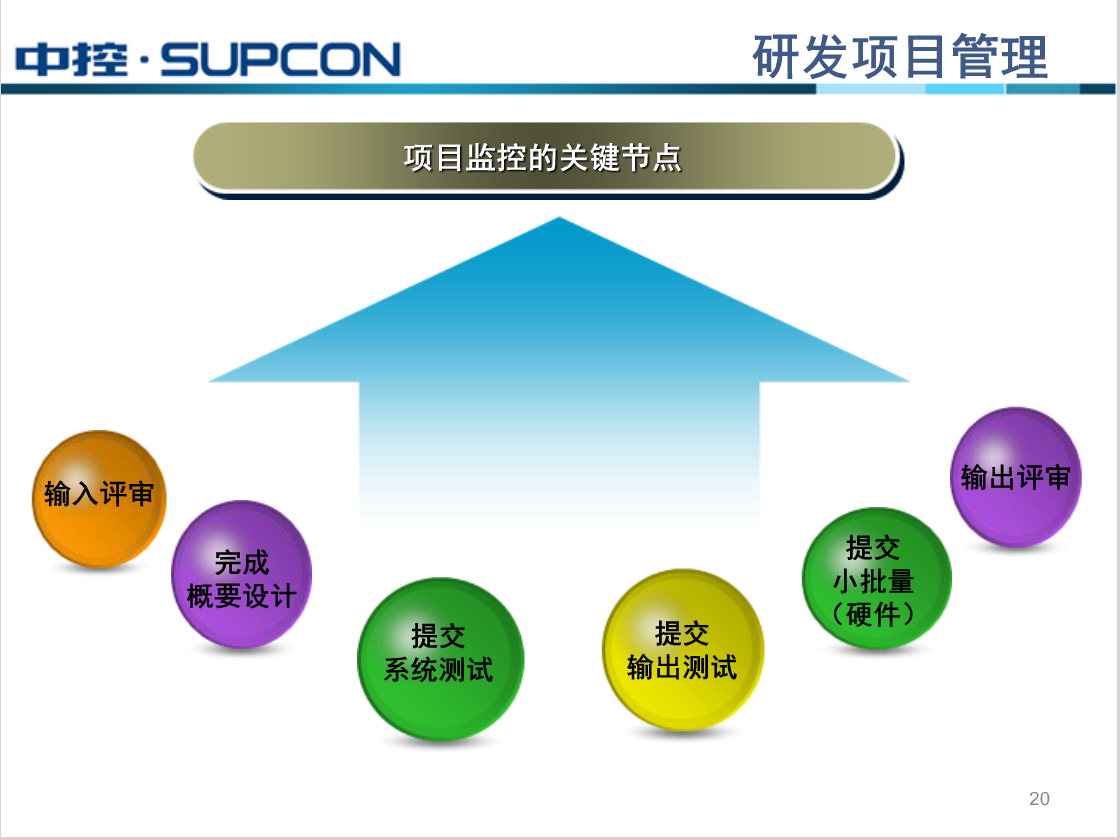 中控·SUPCON
研发项目管理
项目监控的关键节点
输入评审
完成
概要设计
提交
系统测试
提交
输出测试
提交
小批量
（硬件）
输出评审
20